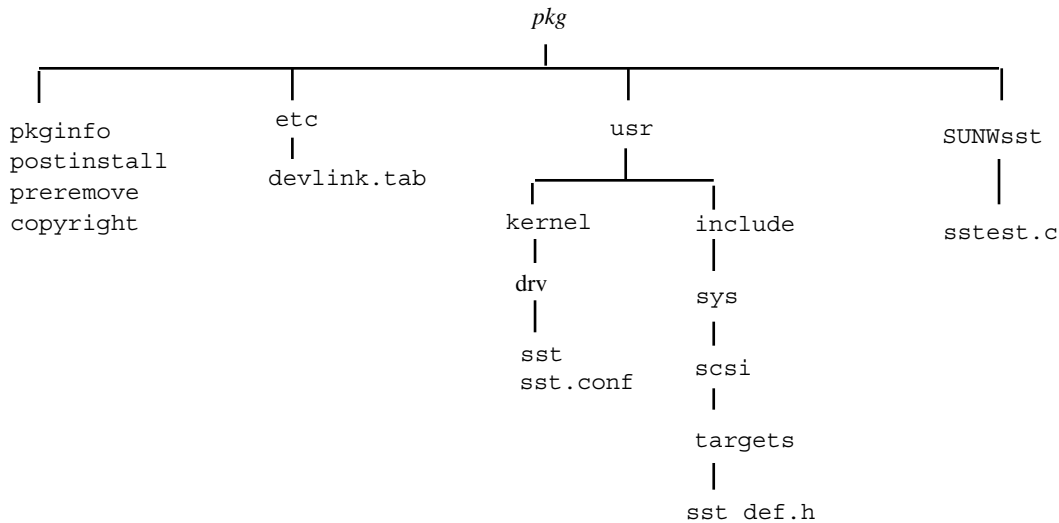 pkg
pkginfo
postinstall
preremove
copyright
etc
devlink.tab
usr
kernel
drv
sst
sst.conf
include
sys
scsi
targets
sst def.h
SUNWsst
sstest.c